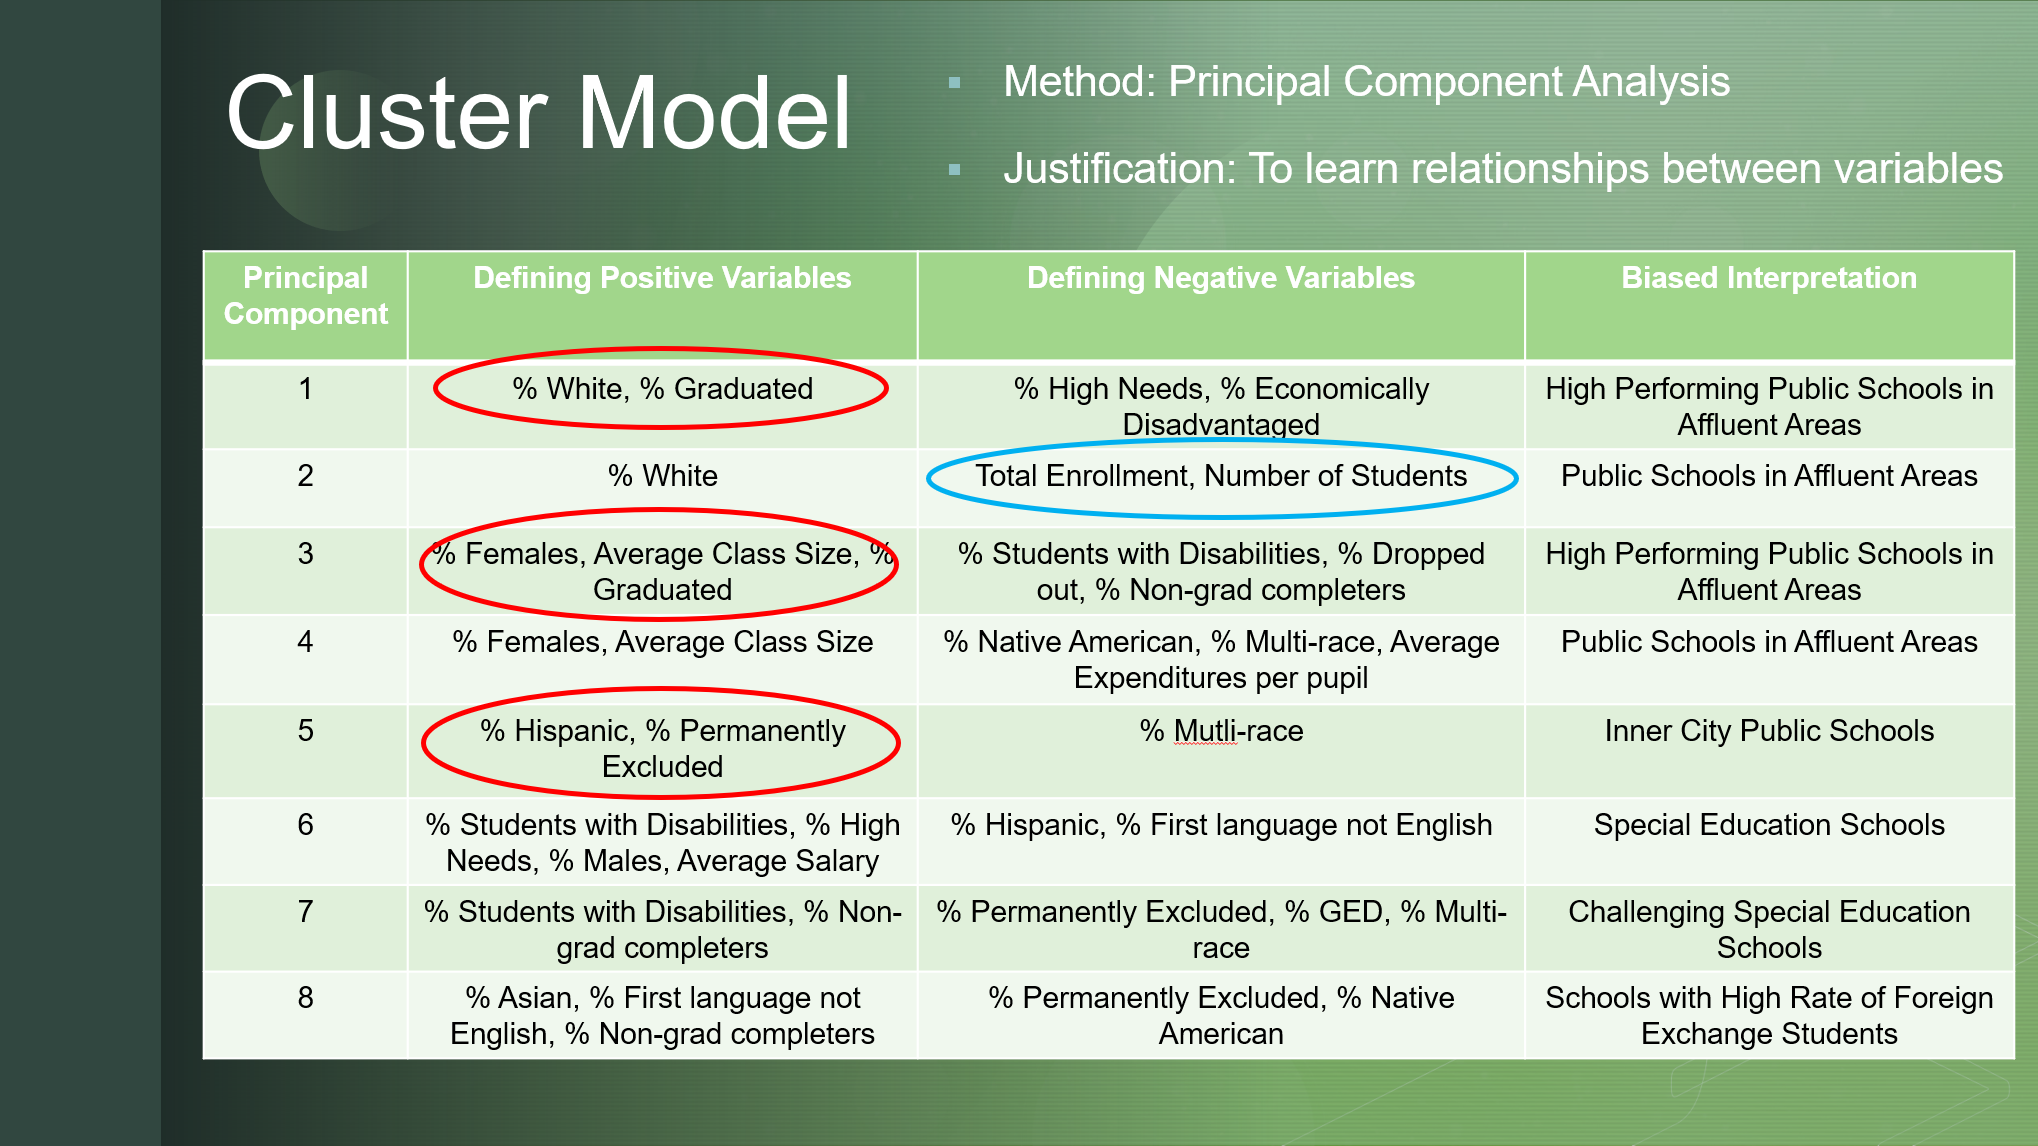 Cluster Model
Method: Principal Component Analysis
Justification: To learn relationships between variables
Principal
Component
Defining Positive Variables
Defining Negative Variables
Biased Interpretation
1
% White, % Graduated
% High Needs, % Economically
Disadvantaged
High Performing Public Schools in
Affluent Areas
2
% White
Total Enrollment, Number of Students
Public Schools in Affluent Areas
3
% Females, Average Class Size, %
Graduated
% Students with Disabilities, % Dropped
out, % Non-grad completers
High Performing Public Schools in
Affluent Areas
4
% Females, Average Class Size
% Native American, % Multi-race, Average
Expenditures per pupil
Public Schools in Affluent Areas
5
% Hispanic, % Permanently
Excluded
% Mutli-race
Inner City Public Schools
6
% Students with Disabilities, % High
Needs, % Males, Average Salary
% Hispanic, % First language not English
Special Education Schools
7
% Students with Disabilities, % Non-
grad completers
% Permanently Excluded, % GED, % Multi-
race
Challenging Special Education
Schools
8
% Asian, % First language not
English, % Non-grad completers
% Permanently Excluded, % Native
American
Schools with High Rate of Foreign
Exchange Students